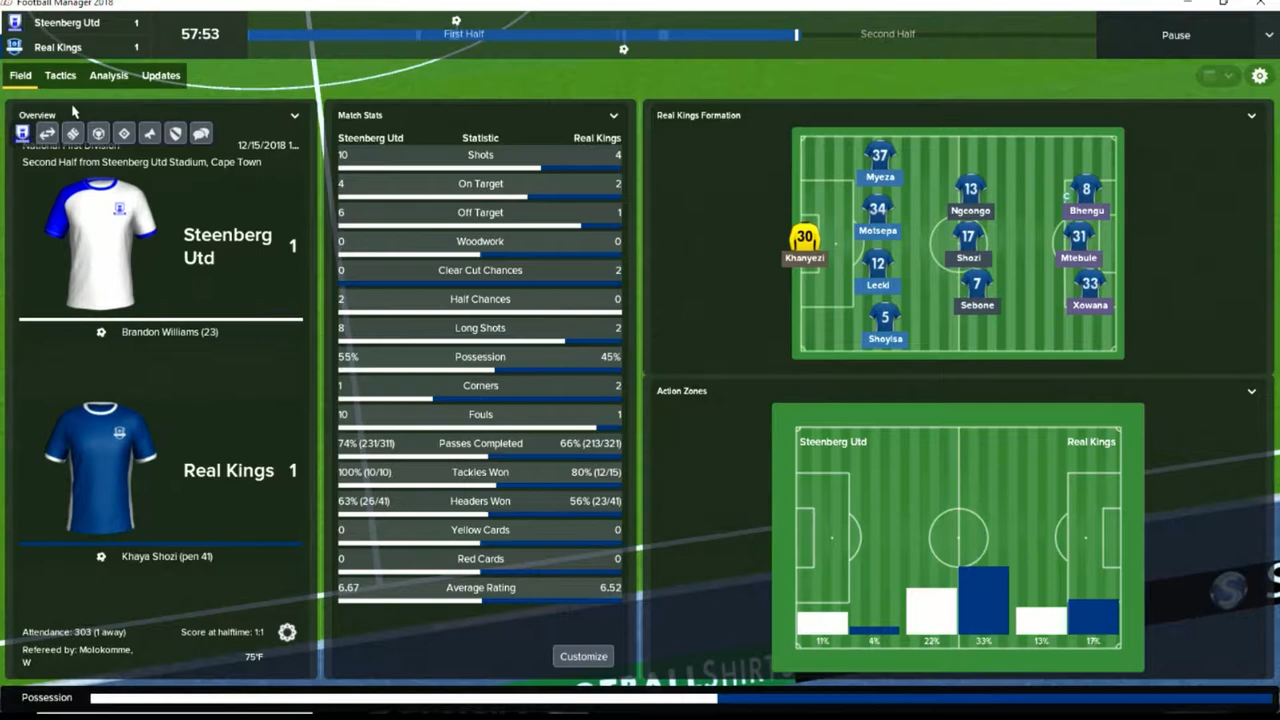 Football Manager 2018
Steenberg Utd 1
Real Kings 1
57:53
First Half
Second Half
Pause
Field Tactics Analysis Updates
Overview
12/15/2018 1...
Second Half from Steenberg Utd Stadium, Cape Town
Steenberg Utd 1
Brandon Williams (23)
Real Kings 1
Khaya Shozi (pen 41)
Attendance: 303 (1 away)
Score at halftime: 1:1
Refereed by: Molokomme, W
75°F
Match Stats
Steenberg Utd Statistic Real Kings
10 Shots 4
4 On Target 2
6 Off Target 1
0 Woodwork 0
0 Clear Cut Chances 2
2 Half Chances 0
8 Long Shots 2
55% Possession 45%
1 Corners 2
10 Fouls 1
74% (231/311) Passes Completed 66% (213/321)
100% (10/10) Tackles Won 80% (12/15)
63% (26/41) Headers Won 56% (23/41)
0 Yellow Cards 0
0 Red Cards 0
6.67 Average Rating 6.52
Customize
Real Kings Formation
37
Myeza
34
Motsepa
12
Lecki
5
Shoyisa
30
Khanyezi
13
Ngcongo
17
Shozi
7
Sebone
8
Bhengu
31
Mtebule
33
Xowana
Action Zones
Steenberg Utd Real Kings
11% 4% 22% 33% 13% 17%
Possession